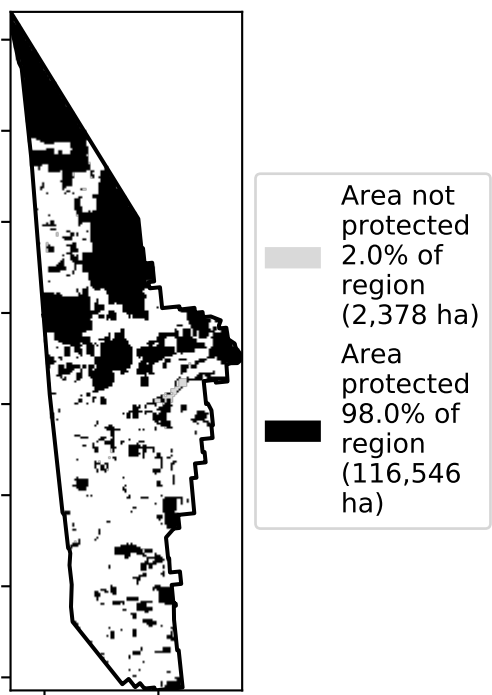 Area not
protected
2.0% of
region
(2,378 ha)
Area
protected
98.0% of
region
(116,546
ha)